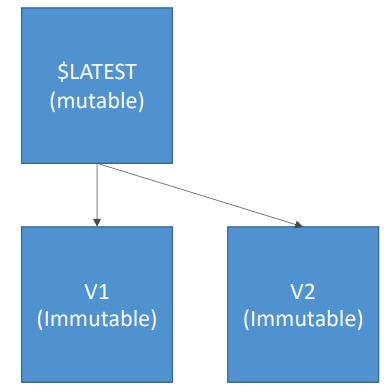 $LATEST
(mutable)
V1
(Immutable)
V2
(Immutable)